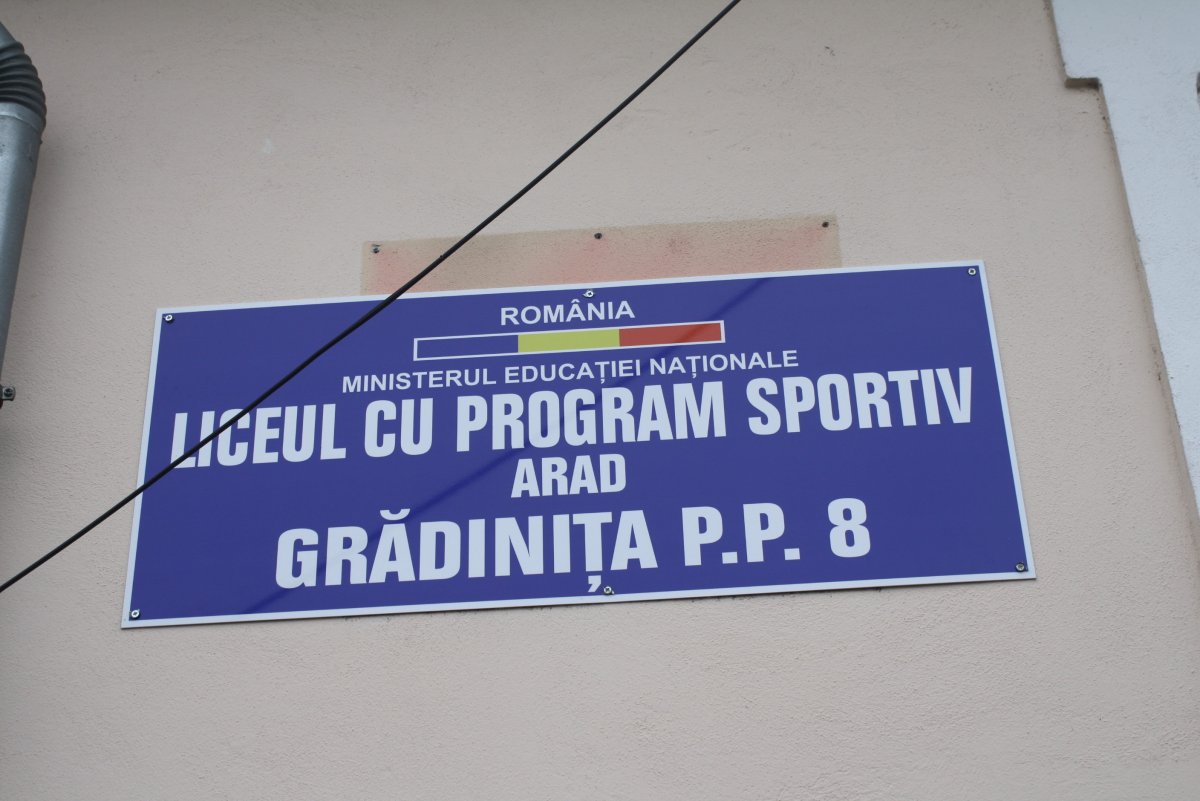 ROMÂNIA
MINISTERUL EDUCAȚIEI NAȚIONALE
LICEUL CU PROGRAM SPORTIV
ARAD
GRĂDINIȚA P.P. 8